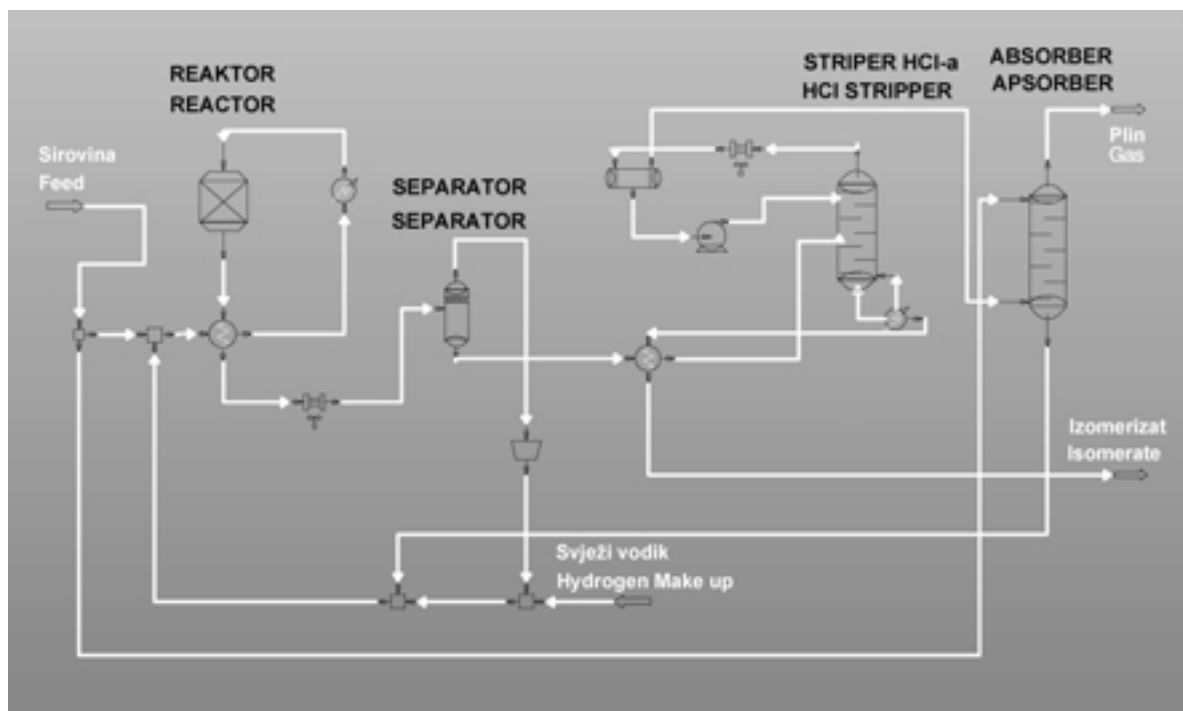 REAKTOR
REACTOR
Sirovina
Feed
SEPARATOR
SEPARATOR
STRIPER HCl-a
HCl STRIPPER
ABSORBER
APSORBER
Plin
Gas
Izomerizat
Isomerate
Svježi vodik
Hydrogen Make up